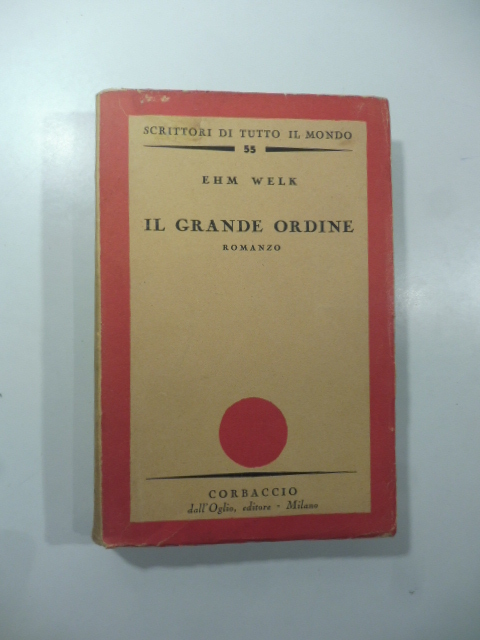 SCRITTORI DI TUTTO IL MONDO
55
EHM WELK
IL GRANDE ORDINE
ROMANZO
CORBACCIO
dall'Oglio, editore · Milano